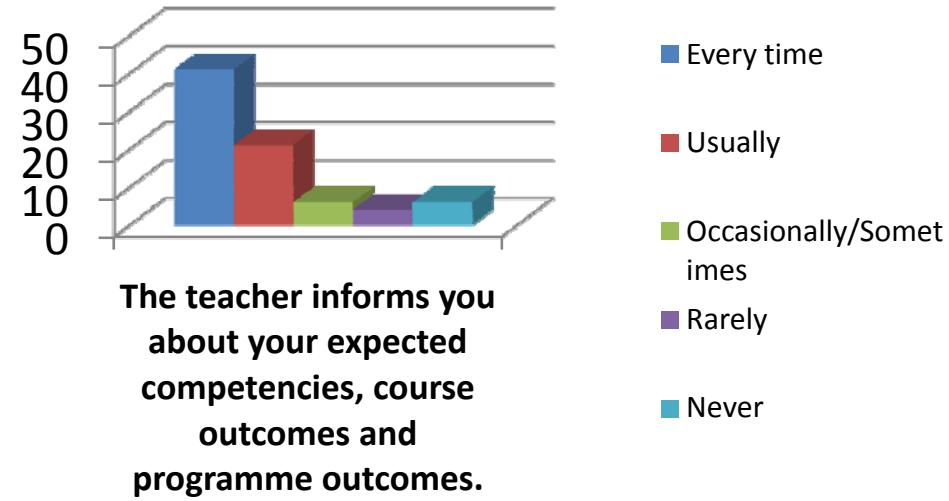 50
40
30
20
10
0
The teacher informs you
about your expected
competencies, course
outcomes and
programme outcomes.
Every time
Usually
Occasionally/Somet
imes
Rarely
Never